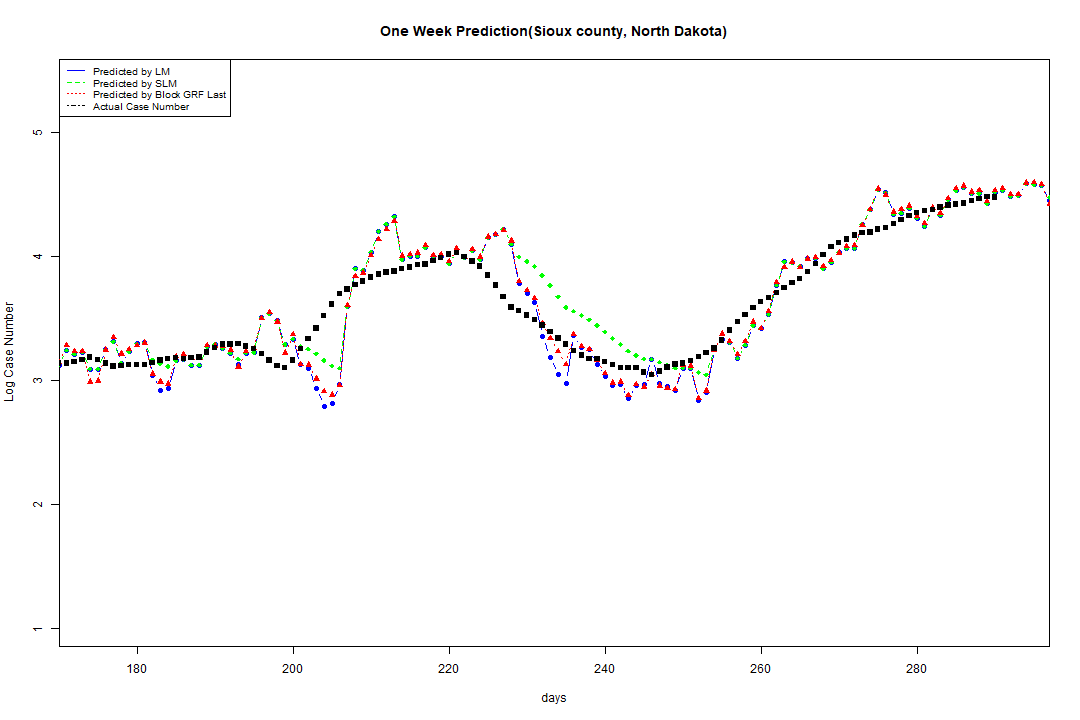 One Week Prediction(Sioux county, North Dakota)
Predicted by LM
Predicted by SLM
Predicted by Block GRF Last
Actual Case Number
5
4
3
2
1
Log Case Number
180 200 220 240 260 280
days